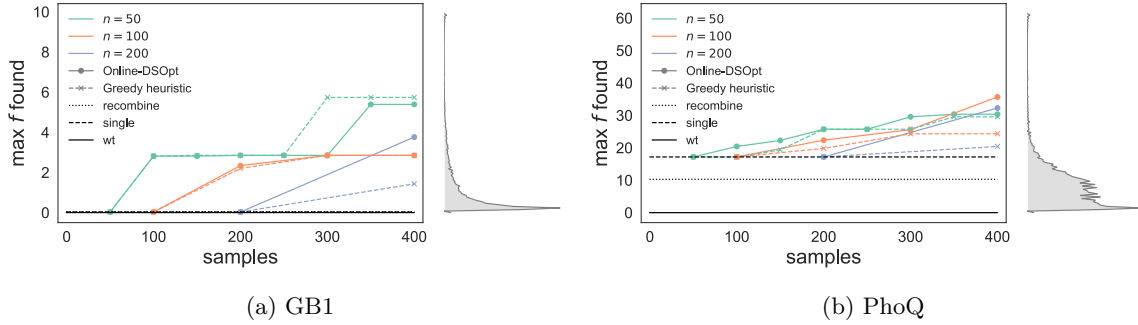 max f found
10
8
6
4
2
0
n = 50
n = 100
n = 200
Online-DSOpt
Greedy heuristic
recombine
single
wt
0 100 200 300 400
samples
(a) GB1
max f found
60
50
40
30
20
10
0
n = 50
n = 100
n = 200
Online-DSOpt
Greedy heuristic
recombine
single
wt
0 100 200 300 400
samples
(b) PhoQ